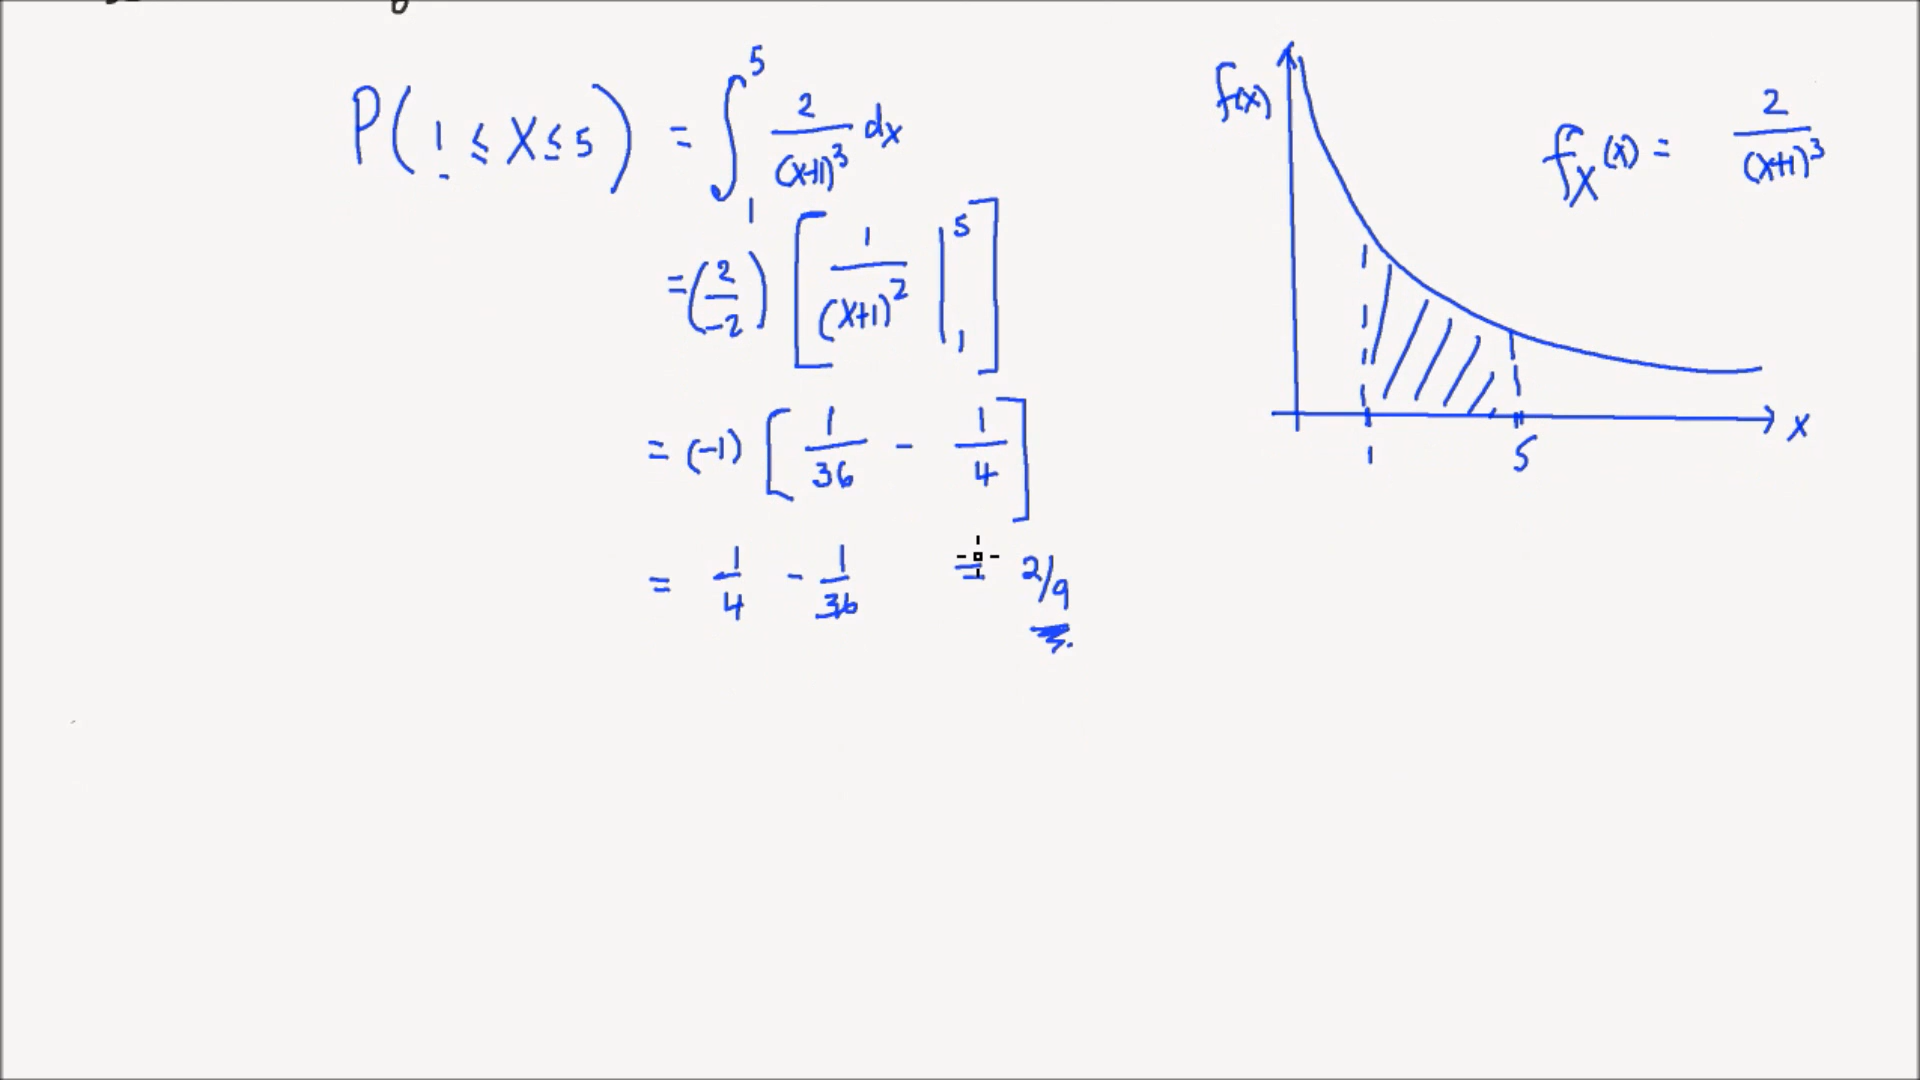 P(1 ≤ X ≤ 5) = ∫₁⁵ 2/(x+1)³ dx
= (2/-2) [1/(x+1)² |₁⁵]
= (-1) [1/36 - 1/4]
= 1/4 - 1/36 = 2/9
f(x)
f_X(x) = 2/(x+1)³
1 5 x